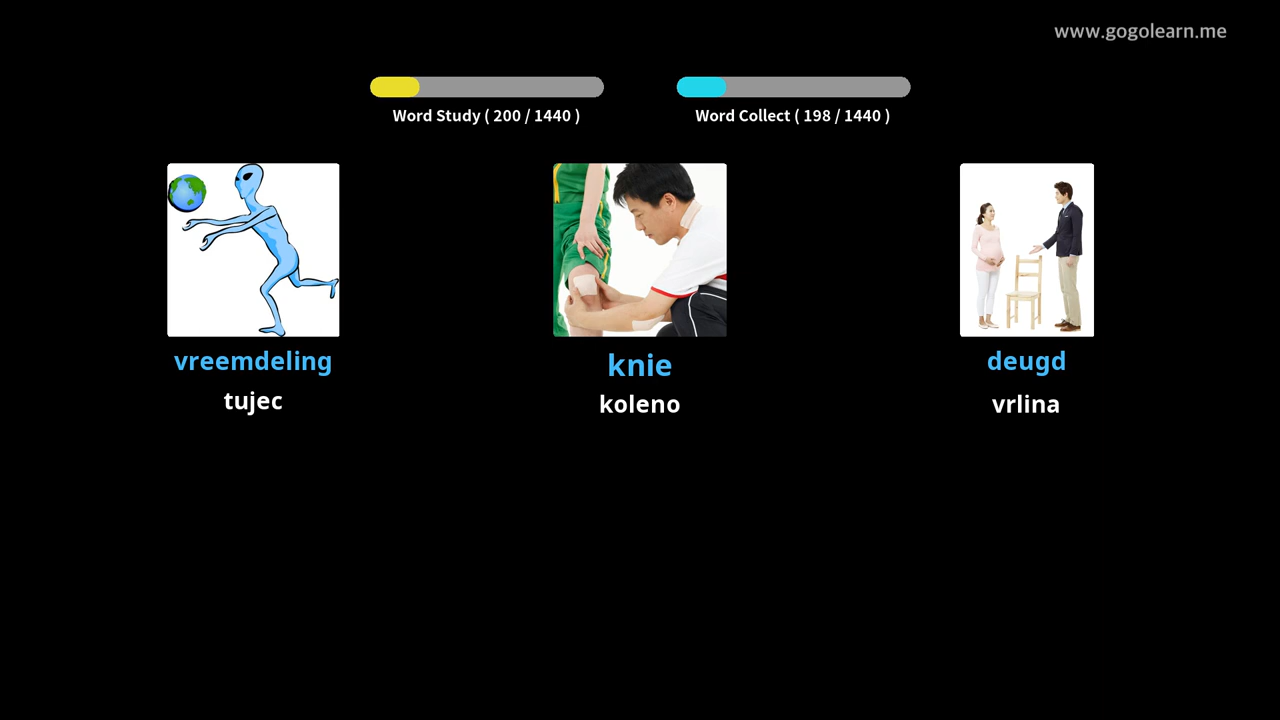 www.gogolearn.me
Word Study ( 200 / 1440 )
Word Collect ( 198 / 1440 )
vreemdeling
tujec
knie
koleno
deugd
vrlina